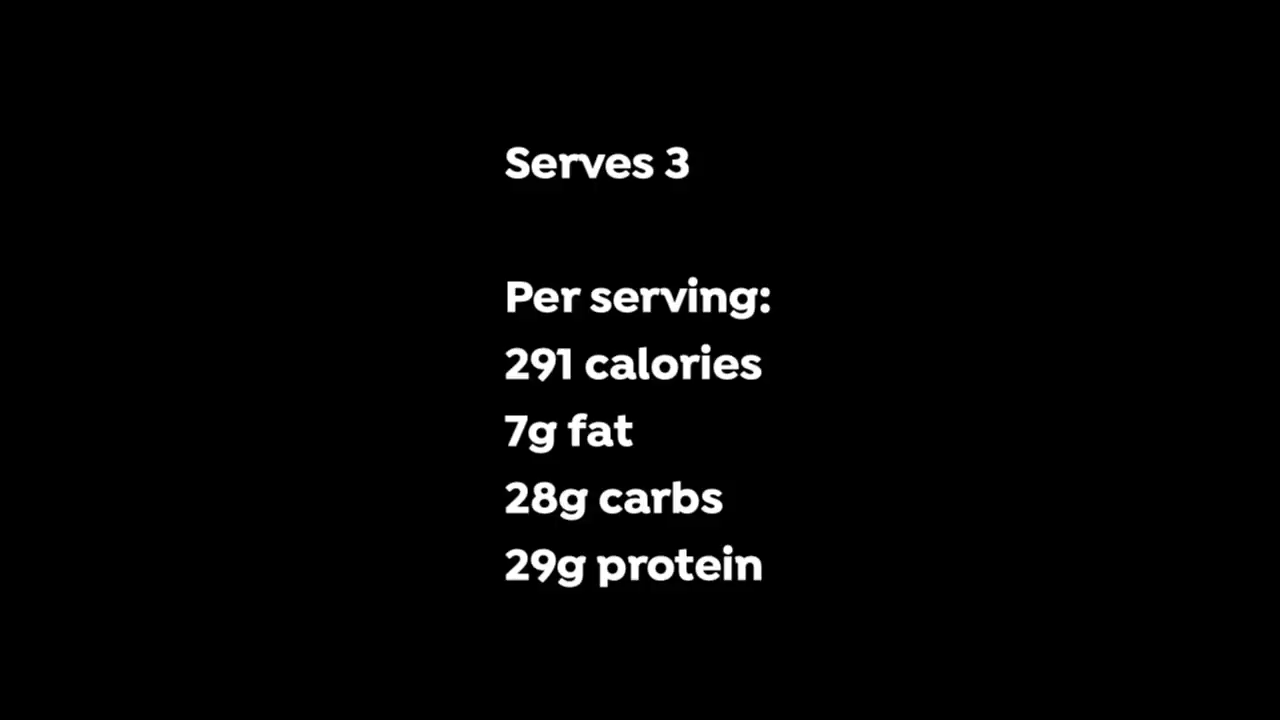 Serves 3
Per serving:
291 calories
7g fat
28g carbs
29g protein